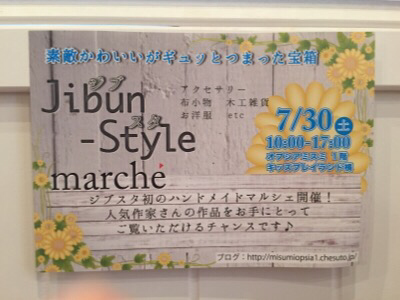 素敵かわいいがギュッとつまった宝箱
ジブ
Jibun
スタ
-Style
marché
アクセサリー
布小物 木工雑貨
お洋服 etc
7/30土
10:00-17:00
オプシアミスミ 1階
キッズプレイランド様
ジブスタ初のハンドメイドマルシェ開催！
人気作家さんの作品をお手にとって
ご覧いただけるチャンスです♪
ブログ：http://misumiopsia1.chesuto.jp/